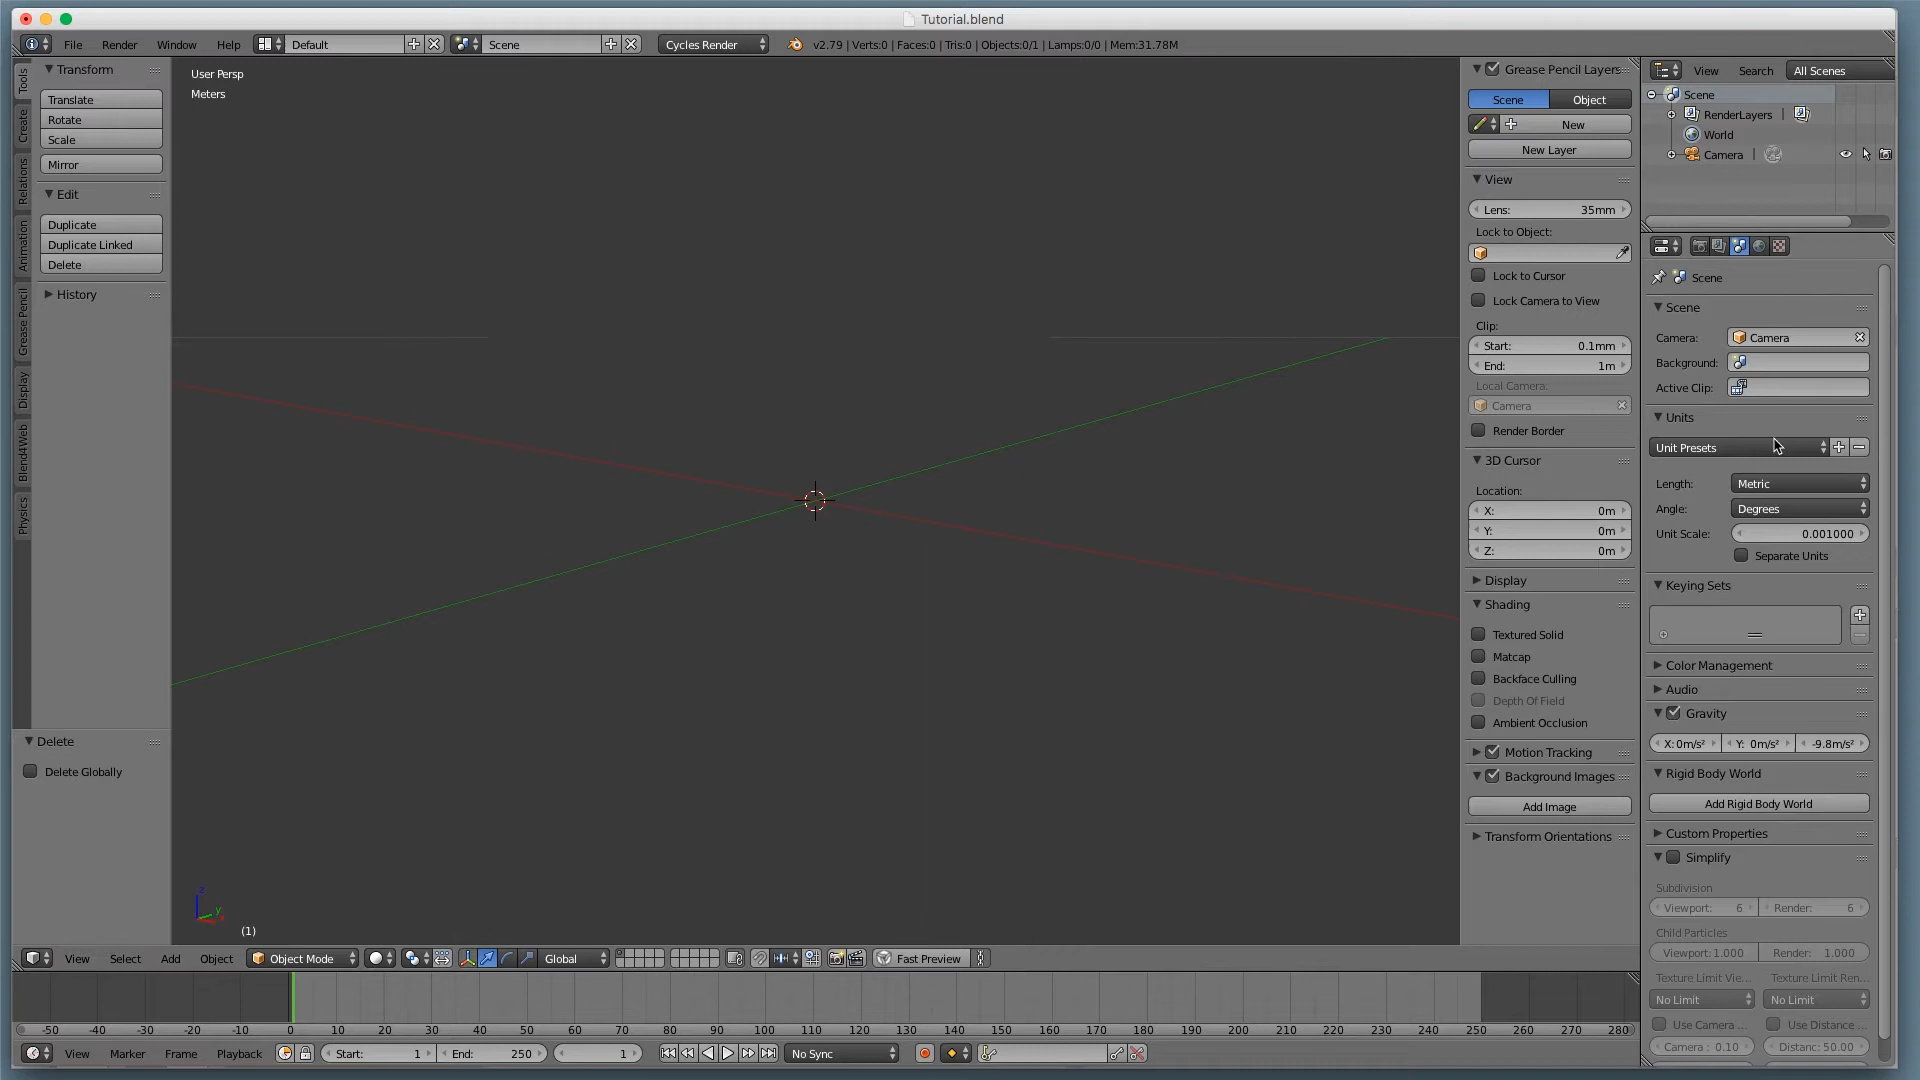 Tutorial.blend
File Render Window Help Default Scene Cycles Render v2.79 | Verts:0 | Faces:0 | Tris:0 | Objects:0/1 | Lamps:0/0 | Mem:31.78M
Tools
Create
Relations
Animation
Grease Pencil
Display
Blend4Web
Physics
Transform
Translate
Rotate
Scale
Mirror
Edit
Duplicate
Duplicate Linked
Delete
History
Delete
Delete Globally
User Persp
Meters
z
y
x
(1)
Grease Pencil Layers
Scene Object
New
New Layer
View
Lens: 35mm
Lock to Object:
Lock to Cursor
Lock Camera to View
Clip:
Start: 0.1mm
End: 1m
Local Camera:
Camera
Render Border
3D Cursor
Location:
X: 0m
Y: 0m
Z: 0m
Display
Shading
Textured Solid
Matcap
Backface Culling
Depth Of Field
Ambient Occlusion
Motion Tracking
Background Images
Add Image
Transform Orientations
View Search All Scenes
Scene
RenderLayers |
World
Camera |
Scene
Scene
Camera: Camera
Background:
Active Clip:
Units
Unit Presets
Length: Metric
Angle: Degrees
Unit Scale: 0.001000
Separate Units
Keying Sets
Color Management
Audio
Gravity
X: 0m/s² Y: 0m/s² -9.8m/s²
Rigid Body World
Add Rigid Body World
Custom Properties
Simplify
Subdivision
Viewport: 6 Render: 6
Child Particles
Viewport: 1.000 Render: 1.000
Texture Limit Vie... Texture Limit Ren...
No Limit No Limit
Use Camera ... Use Distance ...
Camera : 0.10 Distanc: 50.00
View Select Add Object Object Mode Global Fast Preview
-50 -40 -30 -20 -10 0 10 20 30 40 50 60 70 80 90 100 110 120 130 140 150 160 170 180 190 200 210 220 230 240 250 260 270 280
View Marker Frame Playback Start: 1 End: 250 1 No Sync